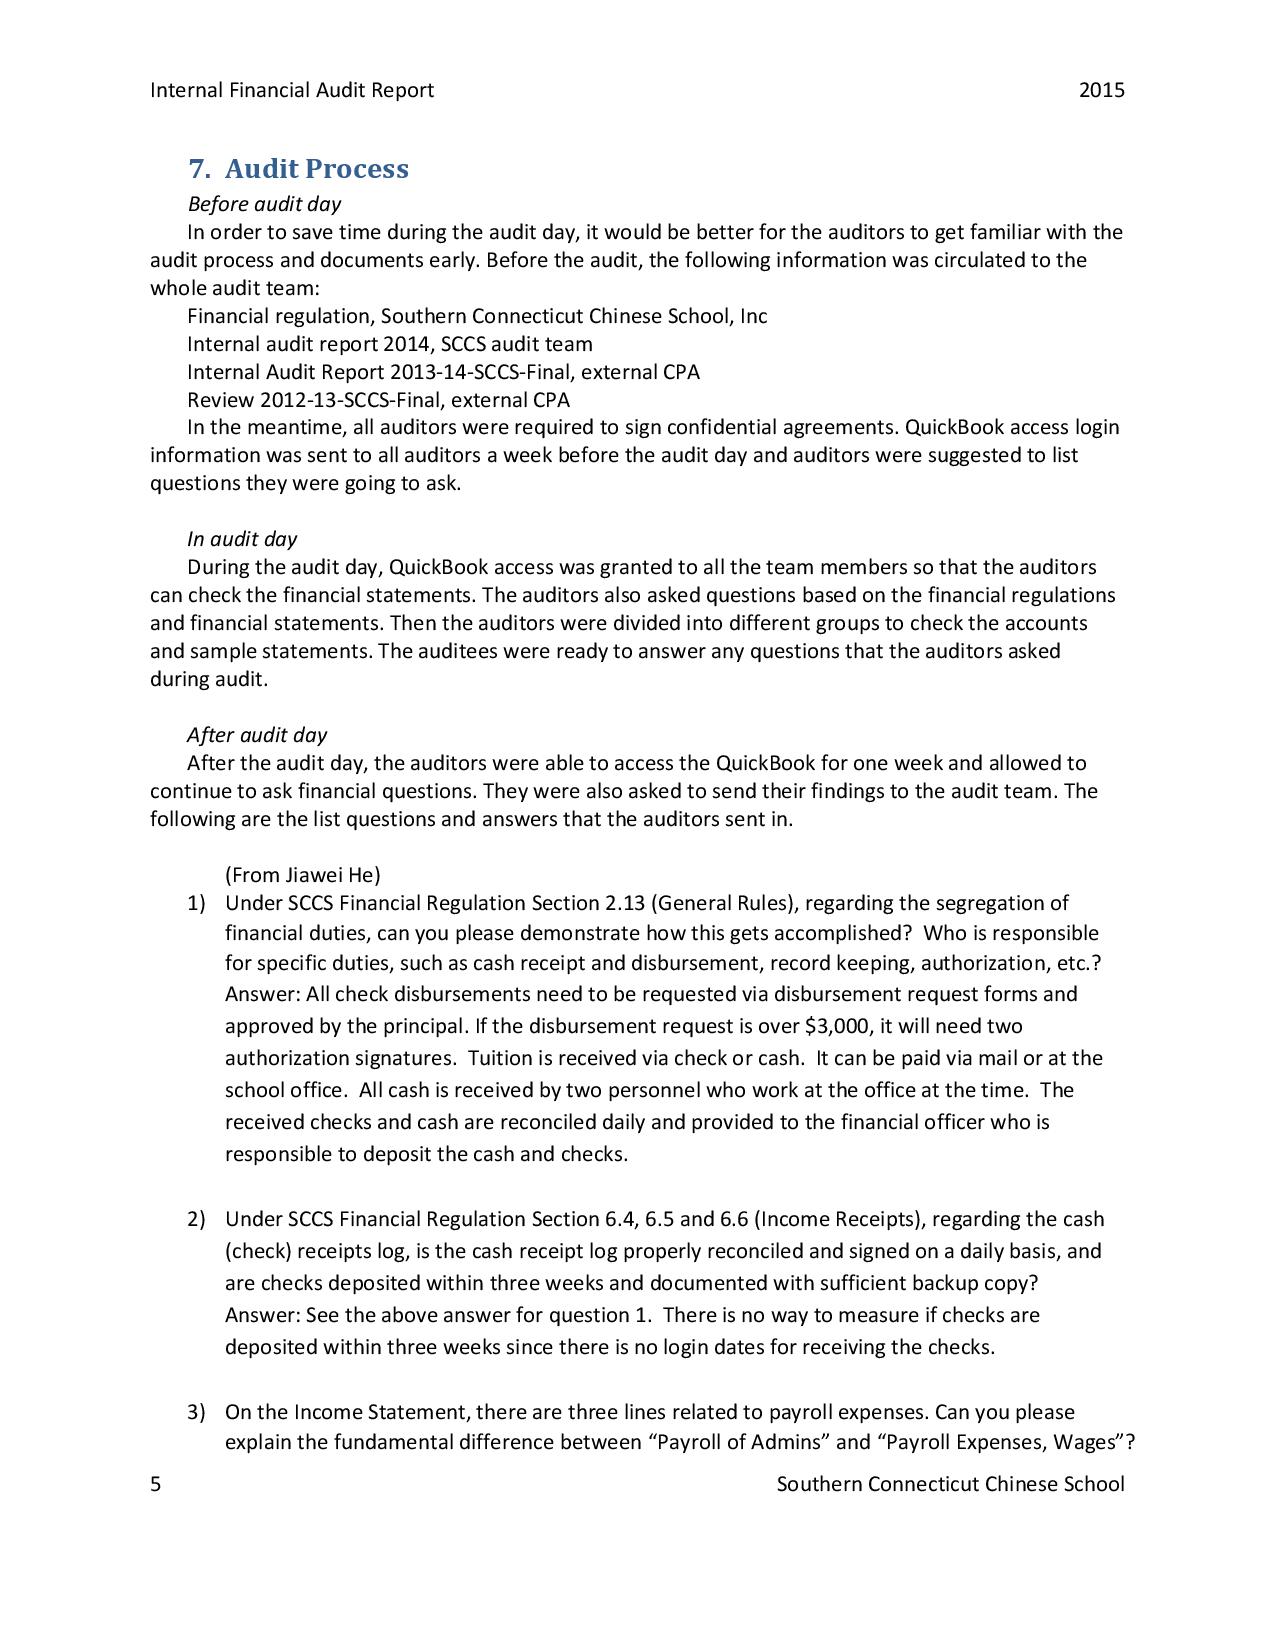 Internal Financial Audit Report 2015
7. Audit Process
Before audit day
In order to save time during the audit day, it would be better for the auditors to get familiar with the
audit process and documents early. Before the audit, the following information was circulated to the
whole audit team:
Financial regulation, Southern Connecticut Chinese School, Inc
Internal audit report 2014, SCCS audit team
Internal Audit Report 2013-14-SCCS-Final, external CPA
Review 2012-13-SCCS-Final, external CPA
In the meantime, all auditors were required to sign confidential agreements. QuickBook access login
information was sent to all auditors a week before the audit day and auditors were suggested to list
questions they were going to ask.
In audit day
During the audit day, QuickBook access was granted to all the team members so that the auditors
can check the financial statements. The auditors also asked questions based on the financial regulations
and financial statements. Then the auditors were divided into different groups to check the accounts
and sample statements. The auditees were ready to answer any questions that the auditors asked
during audit.
After audit day
After the audit day, the auditors were able to access the QuickBook for one week and allowed to
continue to ask financial questions. They were also asked to send their findings to the audit team. The
following are the list questions and answers that the auditors sent in.
(From Jiawei He)
1) Under SCCS Financial Regulation Section 2.13 (General Rules), regarding the segregation of
financial duties, can you please demonstrate how this gets accomplished? Who is responsible
for specific duties, such as cash receipt and disbursement, record keeping, authorization, etc.?
Answer: All check disbursements need to be requested via disbursement request forms and
approved by the principal. If the disbursement request is over $3,000, it will need two
authorization signatures. Tuition is received via check or cash. It can be paid via mail or at the
school office. All cash is received by two personnel who work at the office at the time. The
received checks and cash are reconciled daily and provided to the financial officer who is
responsible to deposit the cash and checks.
2) Under SCCS Financial Regulation Section 6.4, 6.5 and 6.6 (Income Receipts), regarding the cash
(check) receipts log, is the cash receipt log properly reconciled and signed on a daily basis, and
are checks deposited within three weeks and documented with sufficient backup copy?
Answer: See the above answer for question 1. There is no way to measure if checks are
deposited within three weeks since there is no login dates for receiving the checks.
3) On the Income Statement, there are three lines related to payroll expenses. Can you please
explain the fundamental difference between “Payroll of Admins” and “Payroll Expenses, Wages”?
5 Southern Connecticut Chinese School